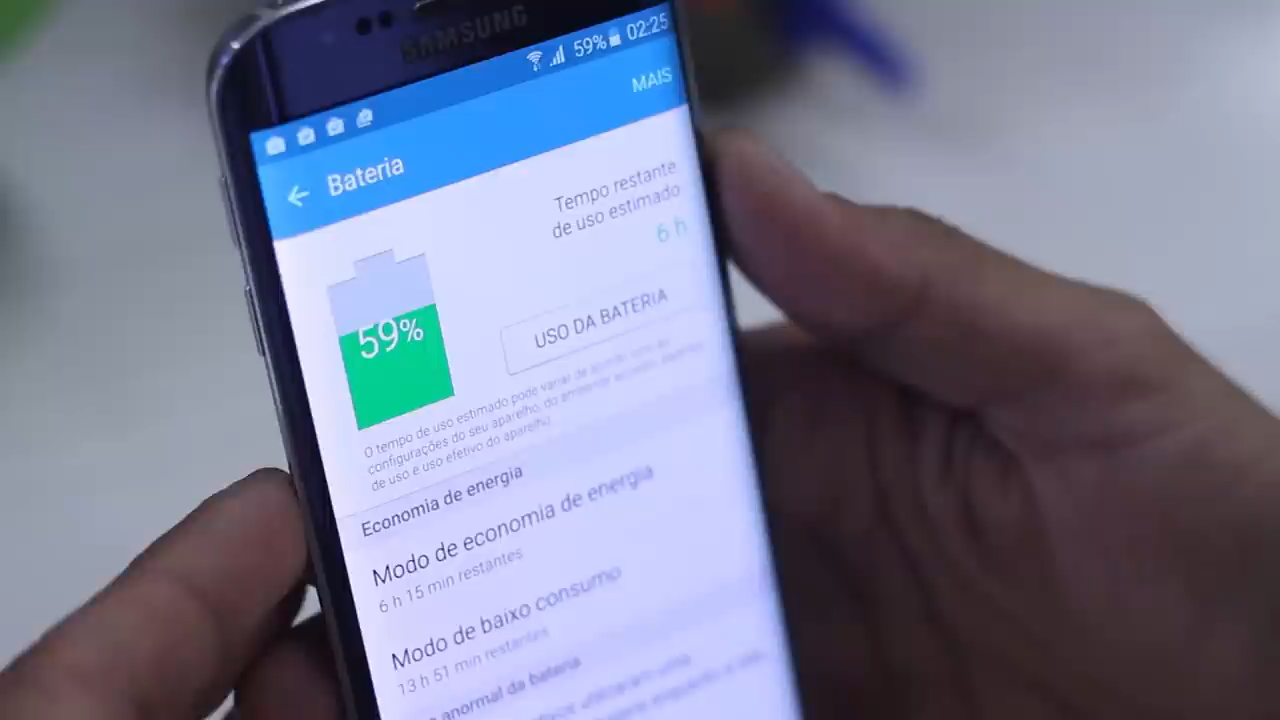 SAMSUNG
59% 02:25
MAIS
Bateria
Tempo restante
de uso estimado
6 h
59%
USO DA BATERIA
O tempo de uso estimado pode variar de acordo com as
configurações do seu aparelho, do ambiente ao seu
de uso e uso efetivo do aparelho.
Economia de energia
Modo de economia de energia
6 h 15 min restantes
Modo de baixo consumo
13 h 51 min restantes
anormal da bateria